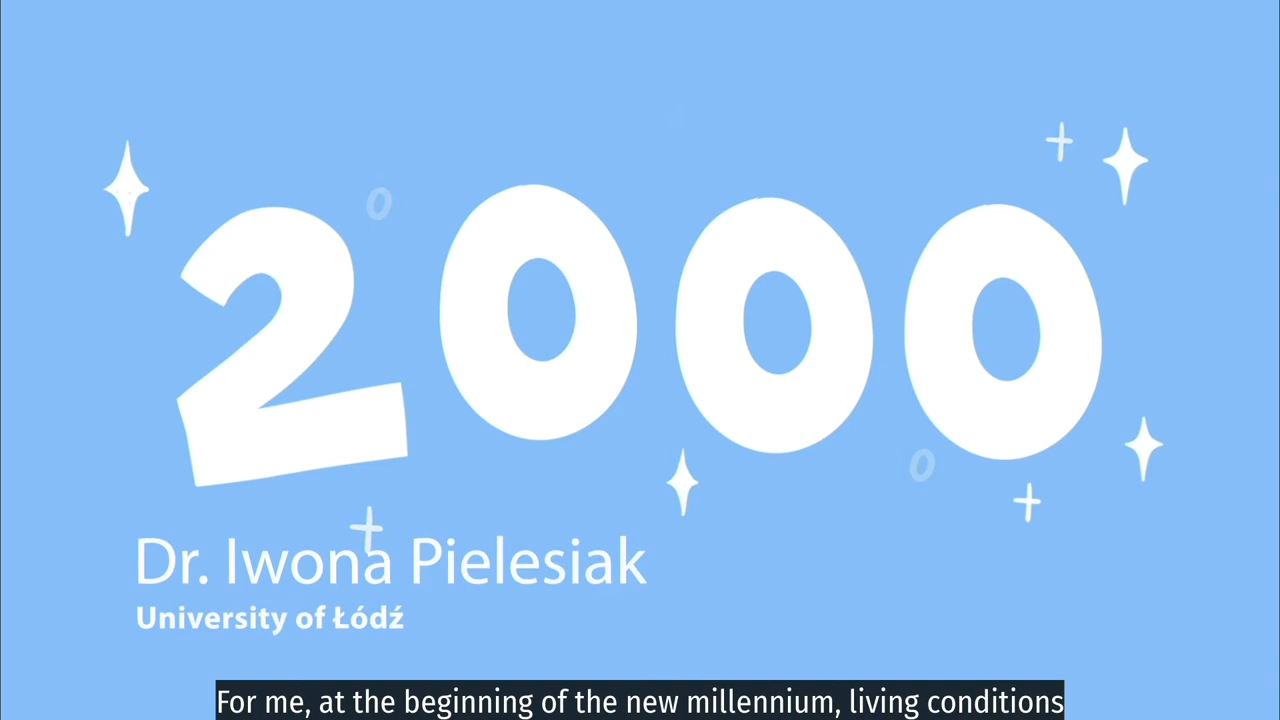 2000
Dr. Iwona Pielesiak
University of Łódź
For me, at the beginning of the new millennium, living conditions